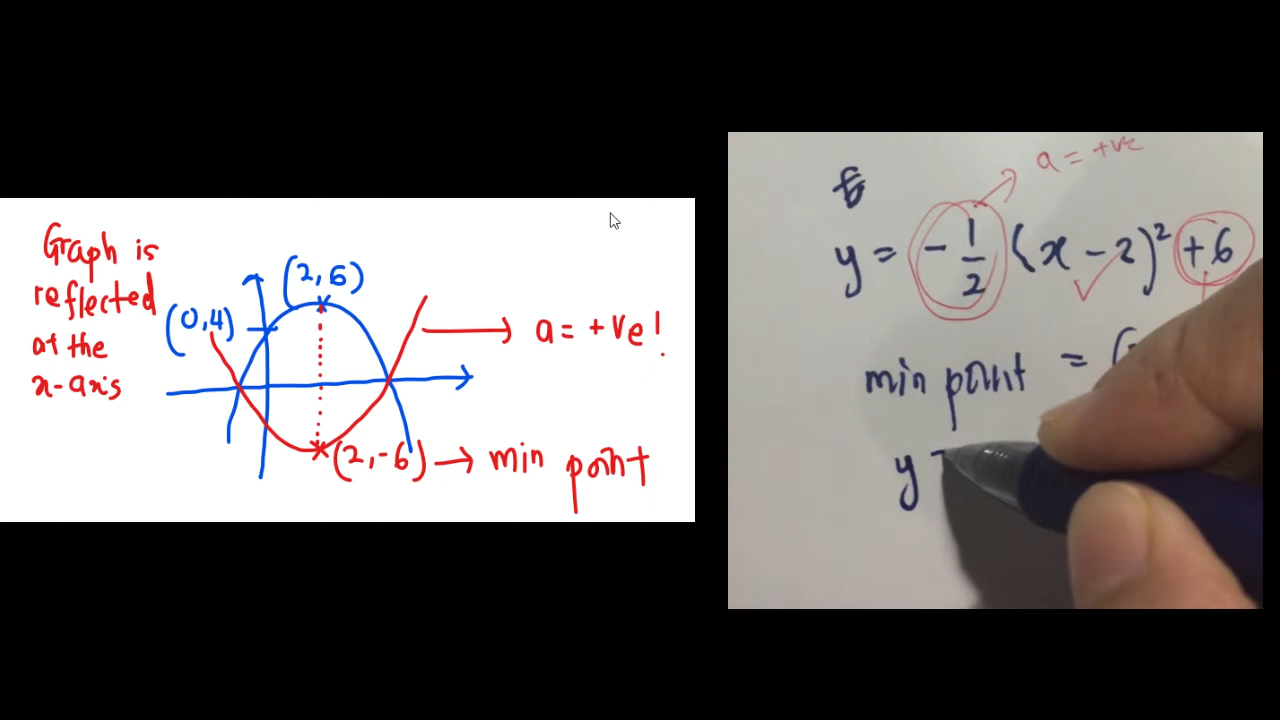 Graph is
reflected
at the
x-axis
(2,6)
(0,4)
a = +ve!
(2,-6) → min point
a = +ve
y = -1/2 (x - 2)² + 6
min point = (
y